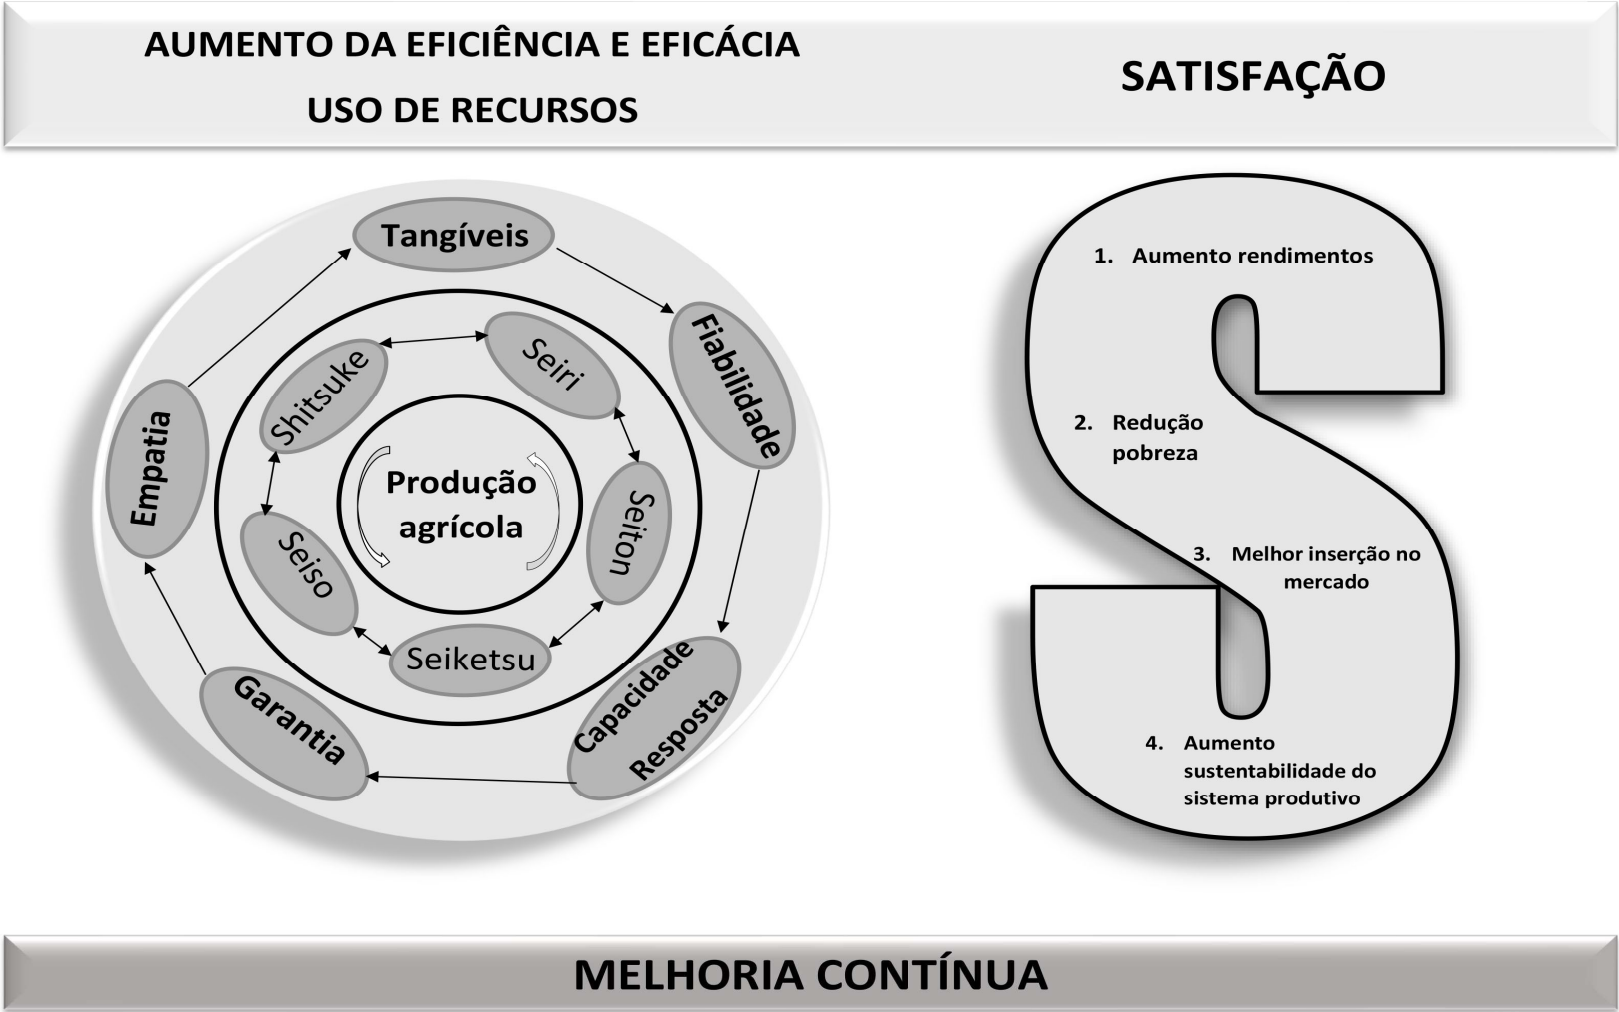 AUMENTO DA EFICIÊNCIA E EFICÁCIA
USO DE RECURSOS
SATISFAÇÃO
Tangíveis
Fiabilidade
Capacidade
Resposta
Garantia
Empatia
Seiri
Seiton
Seiketsu
Seiso
Shitsuke
Produção
agrícola
1. Aumento rendimentos
2. Redução
pobreza
3. Melhor inserção no
mercado
4. Aumento
sustentabilidade do
sistema produtivo
MELHORIA CONTÍNUA